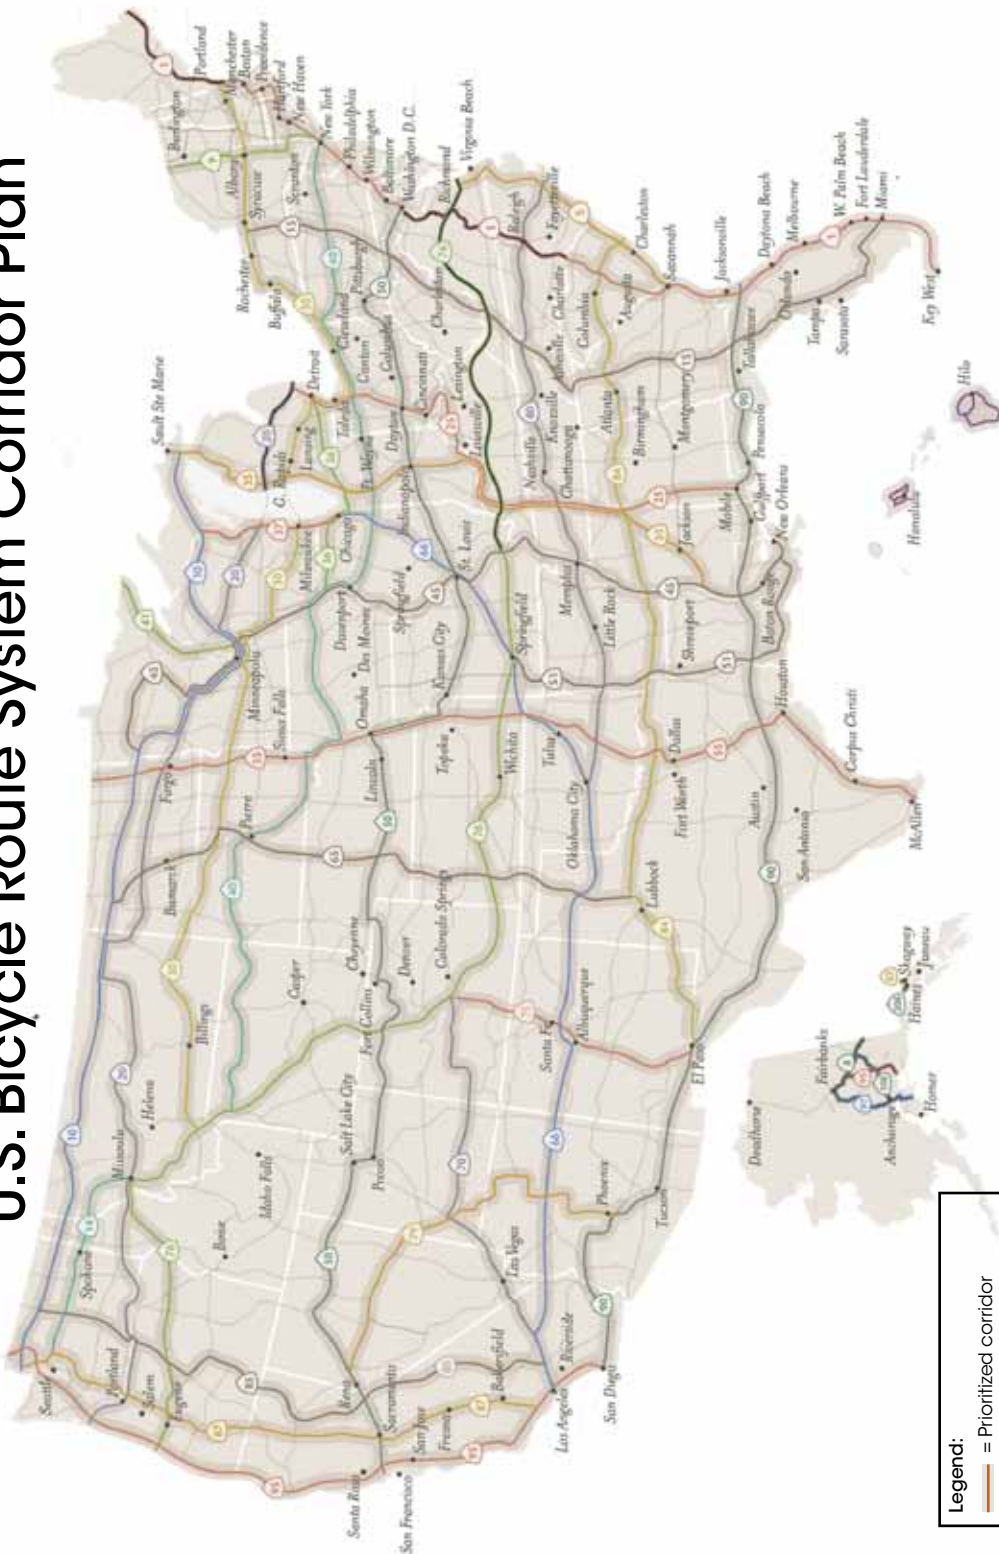 U.S. Bicycle Route System Corridor Plan
Seattle
Spokane
Portland
Salem
Eugene
Missoula
Helena
Billings
Boise
Idaho Falls
Casper
Cheyenne
Fort Collins
Denver
Colorado Springs
Salt Lake City
Provo
Reno
Sacramento
Santa Rosa
San Francisco
San Jose
Fresno
Bakersfield
Las Vegas
Los Angeles
Riverside
San Diego
Phoenix
Tucson
Santa Fe
Albuquerque
El Paso
Lubbock
Bismarck
Fargo
Pierre
Sioux Falls
Minneapolis
Lincoln
Omaha
Des Moines
Davenport
Topeka
Kansas City
Wichita
Tulsa
Oklahoma City
Fort Worth
Dallas
Austin
San Antonio
Houston
Corpus Christi
McAllen
Springfield
St. Louis
Springfield
Little Rock
Memphis
Shreveport
Baton Rouge
New Orleans
Jackson
Gulfport
Mobile
Pensacola
Milwaukee
Chicago
Indianapolis
Sault Ste Marie
G. Rapids
Lansing
Detroit
Toledo
Ft. Wayne
Dayton
Cincinnati
Columbus
Canton
Cleveland
Pittsburgh
Louisville
Lexington
Charleston
Nashville
Knoxville
Chattanooga
Asheville
Charlotte
Columbia
Augusta
Atlanta
Birmingham
Montgomery
Tallahassee
Jacksonville
Savannah
Charleston
Daytona Beach
Orlando
Melbourne
Tampa
Sarasota
W. Palm Beach
Fort Lauderdale
Miami
Key West
Raleigh
Fayetteville
Richmond
Virginia Beach
Washington D.C.
Baltimore
Wilmington
Philadelphia
New York
Scranton
New Haven
Hartford
Providence
Boston
Manchester
Portland
Burlington
Albany
Syracuse
Rochester
Buffalo
Deadhorse
Fairbanks
Anchorage
Homer
Haines
Skagway
Juneau
Honolulu
Hilo
Legend:
= Prioritized corridor